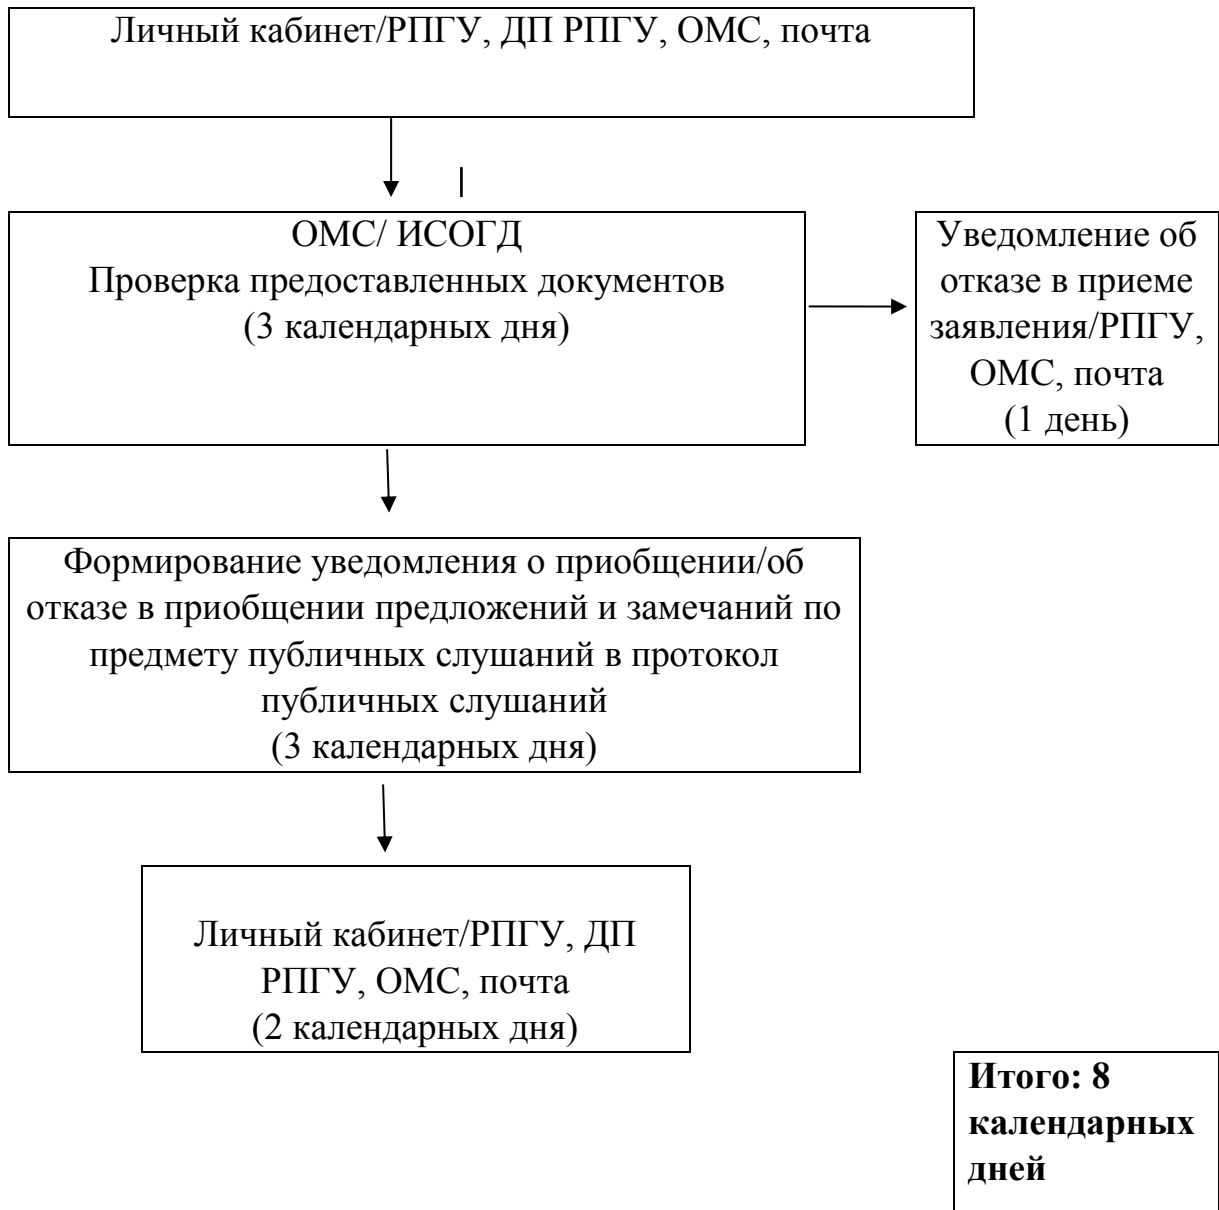 Личный кабинет/РПГУ, ДП РПГУ, ОМС, почта
ОМС/ ИСОГД
Проверка предоставленных документов
(3 календарных дня)
Уведомление об
отказе в приеме
заявления/РПГУ,
ОМС, почта
(1 день)
Формирование уведомления о приобщении/об
отказе в приобщении предложений и замечаний по
предмету публичных слушаний в протокол
публичных слушаний
(3 календарных дня)
Личный кабинет/РПГУ, ДП
РПГУ, ОМС, почта
(2 календарных дня)
Итого: 8
календарных
дней